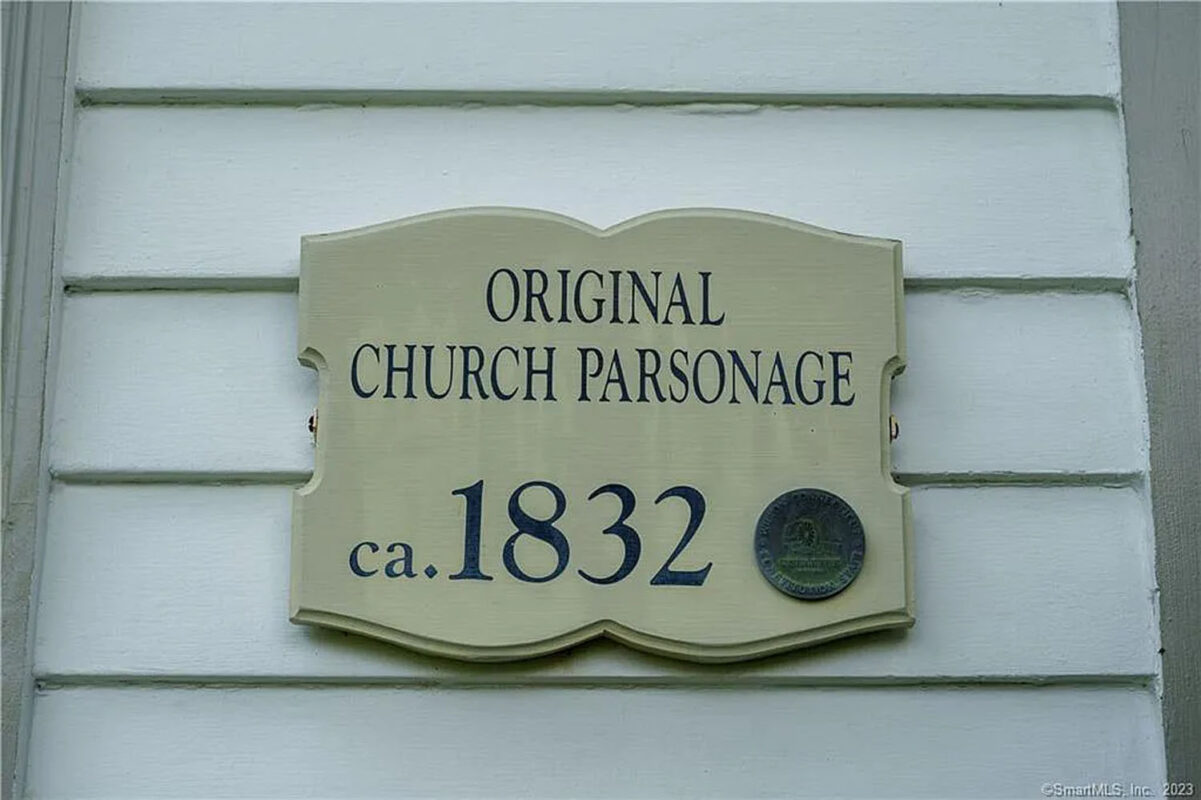 ORIGINAL
CHURCH PARSONAGE
ca. 1832
©SmartMLS, Inc. 2023